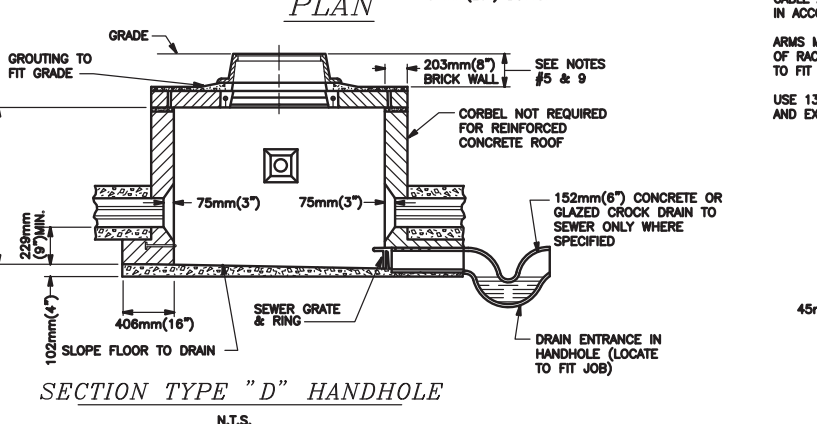 PLAN
IN ACCO
ARMS M
OF RAC
TO FIT
USE 13
AND EX
GRADE
GROUTING TO
FIT GRADE
203mm(8")
BRICK WALL
SEE NOTES
#5 & 9
CORBEL NOT REQUIRED
FOR REINFORCED
CONCRETE ROOF
75mm(3")
75mm(3")
152mm(6") CONCRETE OR
GLAZED CROCK DRAIN TO
SEWER ONLY WHERE
SPECIFIED
229mm
(9")MIN.
SEWER GRATE
& RING
406mm(16")
102mm(4")
SLOPE FLOOR TO DRAIN
DRAIN ENTRANCE IN
HANDHOLE (LOCATE
TO FIT JOB)
45m
SECTION TYPE "D" HANDHOLE
N.T.S.